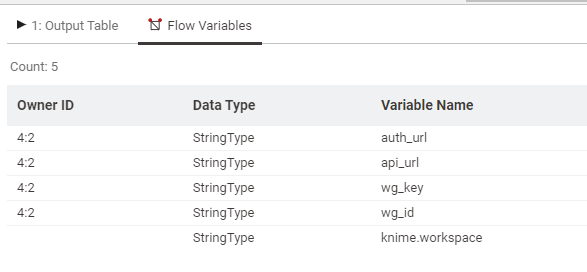 1: Output Table Flow Variables
Count: 5
Owner ID Data Type Variable Name
4:2 StringType auth_url
4:2 StringType api_url
4:2 StringType wg_key
4:2 StringType wg_id
StringType knime.workspace